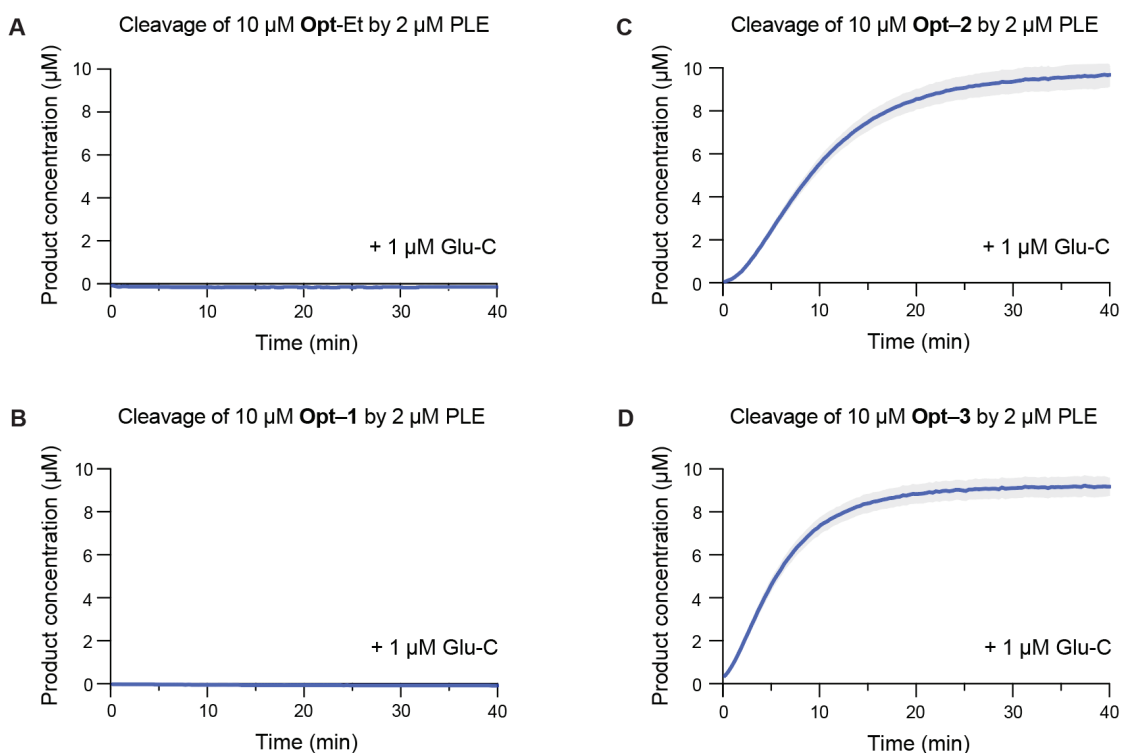 A
Cleavage of 10 µM Opt-Et by 2 µM PLE
Product concentration (µM)
10
8
6
4
2
0
+ 1 µM Glu-C
0
10
20
30
40
Time (min)
C
Cleavage of 10 µM Opt–2 by 2 µM PLE
Product concentration (µM)
10
8
6
4
2
0
+ 1 µM Glu-C
0
10
20
30
40
Time (min)
B
Cleavage of 10 µM Opt–1 by 2 µM PLE
Product concentration (µM)
10
8
6
4
2
0
+ 1 µM Glu-C
0
10
20
30
40
Time (min)
D
Cleavage of 10 µM Opt–3 by 2 µM PLE
Product concentration (µM)
10
8
6
4
2
0
+ 1 µM Glu-C
0
10
20
30
40
Time (min)